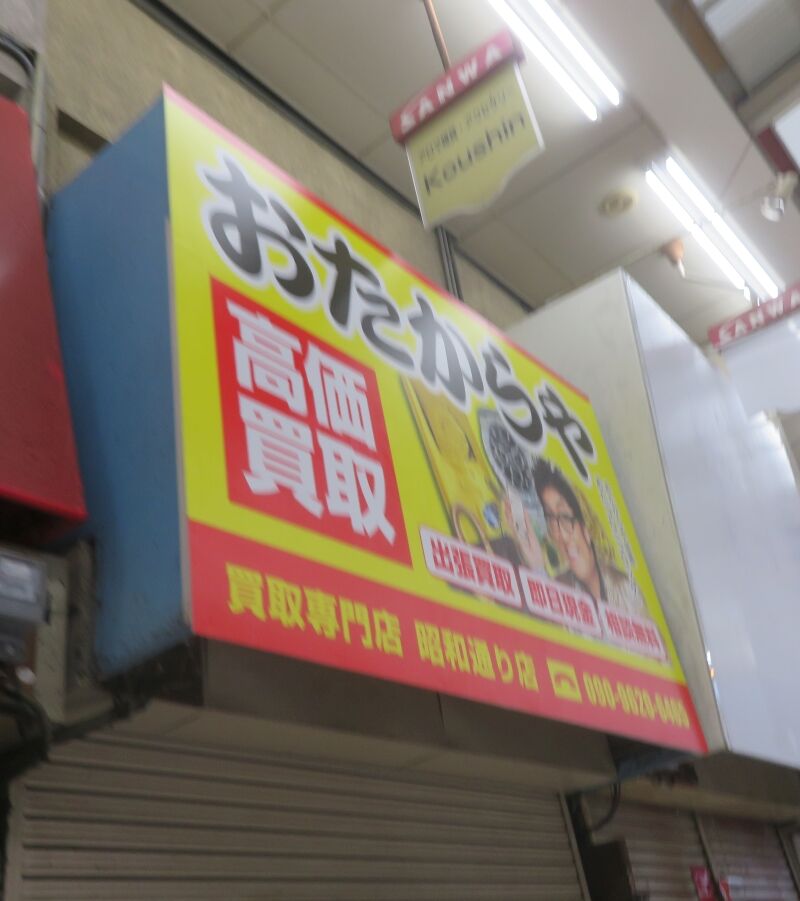 SANWA
Koushin
おたからや
高価
買取
出張買取
即日現金
相談無料
買取専門店 昭和通り店
SANWA